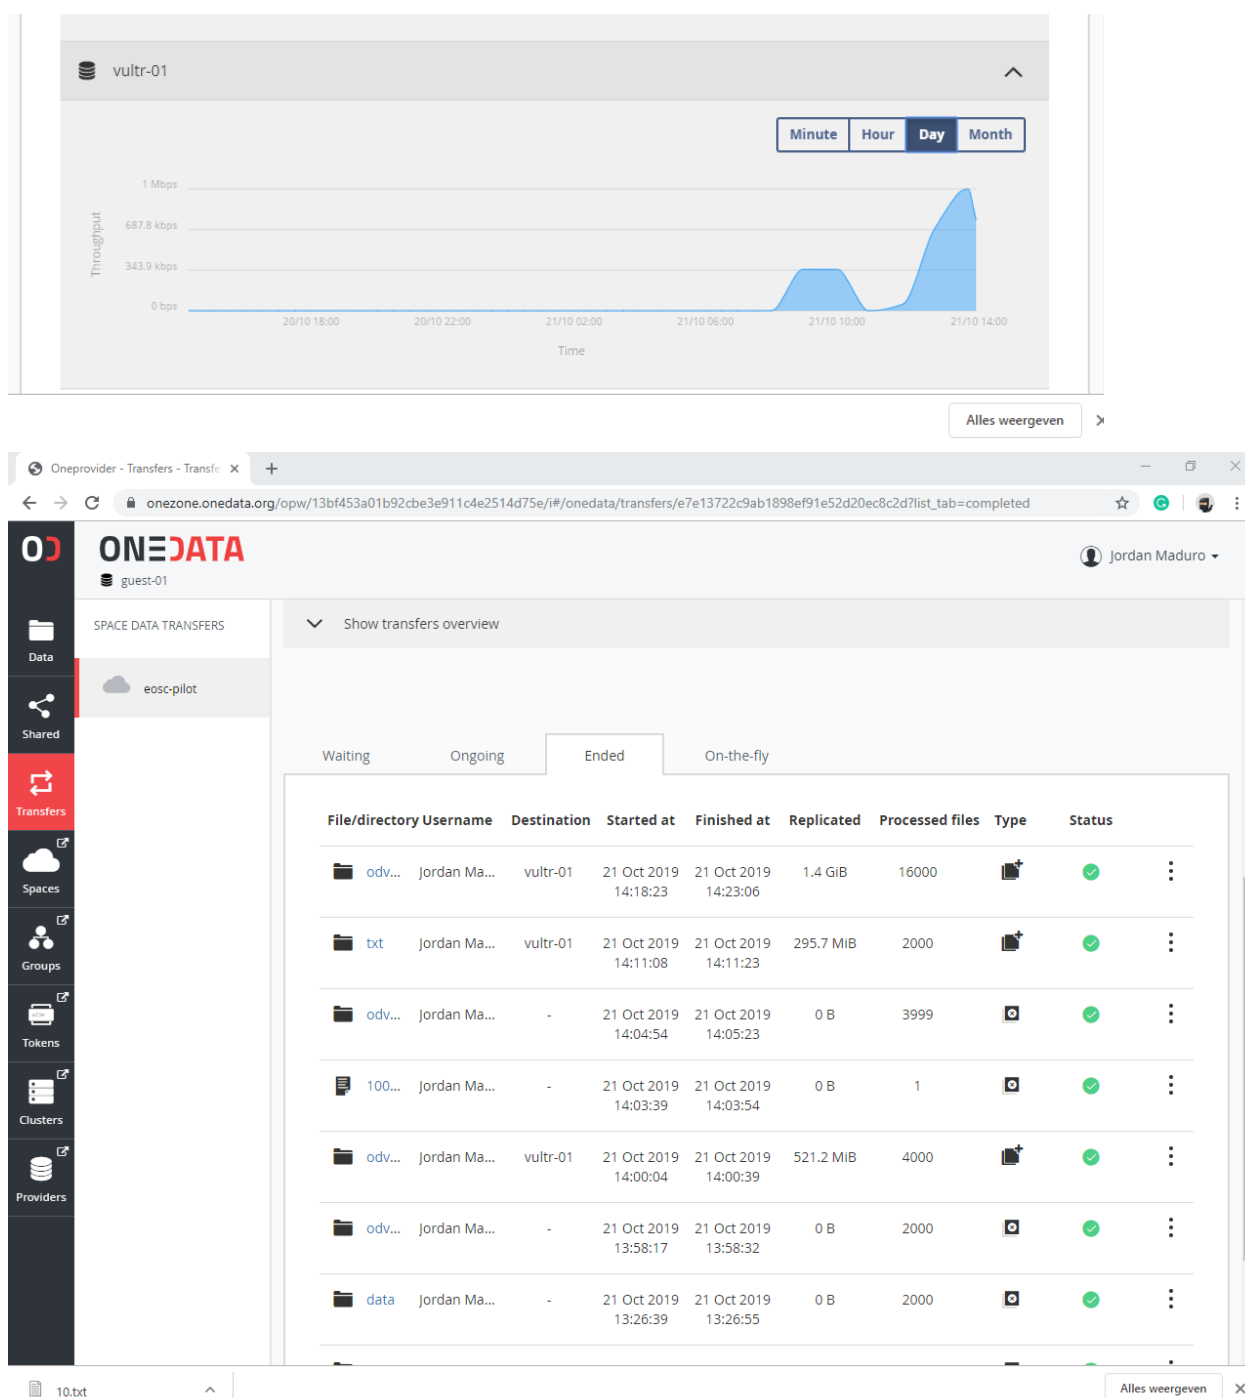 vultr-01
Minute Hour Day Month
1 Mbps
687.8 kbps
343.9 kbps
0 bps
Throughput
20/10 18:00 20/10 22:00 21/10 02:00 21/10 06:00 21/10 10:00 21/10 14:00
Time
Alles weergeven
Oneprovider - Transfers - Transfe
onezone.onedata.org/opw/13bf453a01b92cbe3e911c4e2514d75e/i#/onedata/transfers/e7e13722c9ab1898ef91e52d20ec8c2d?list_tab=completed
ONEDATA
guest-01
Jordan Maduro
Data
Shared
Transfers
Spaces
Groups
Tokens
Clusters
Providers
SPACE DATA TRANSFERS
eosc-pilot
Show transfers overview
Waiting Ongoing Ended On-the-fly
File/directory Username Destination Started at Finished at Replicated Processed files Type Status
odv... Jordan Ma... vultr-01 21 Oct 2019 21 Oct 2019 1.4 GiB 16000
14:18:23 14:23:06
txt Jordan Ma... vultr-01 21 Oct 2019 21 Oct 2019 295.7 MiB 2000
14:11:08 14:11:23
odv... Jordan Ma... - 21 Oct 2019 21 Oct 2019 0 B 3999
14:04:54 14:05:23
100... Jordan Ma... - 21 Oct 2019 21 Oct 2019 0 B 1
14:03:39 14:03:54
odv... Jordan Ma... vultr-01 21 Oct 2019 21 Oct 2019 521.2 MiB 4000
14:00:04 14:00:39
odv... Jordan Ma... - 21 Oct 2019 21 Oct 2019 0 B 2000
13:58:17 13:58:32
data Jordan Ma... - 21 Oct 2019 21 Oct 2019 0 B 2000
13:26:39 13:26:55
10.txt
Alles weergeven